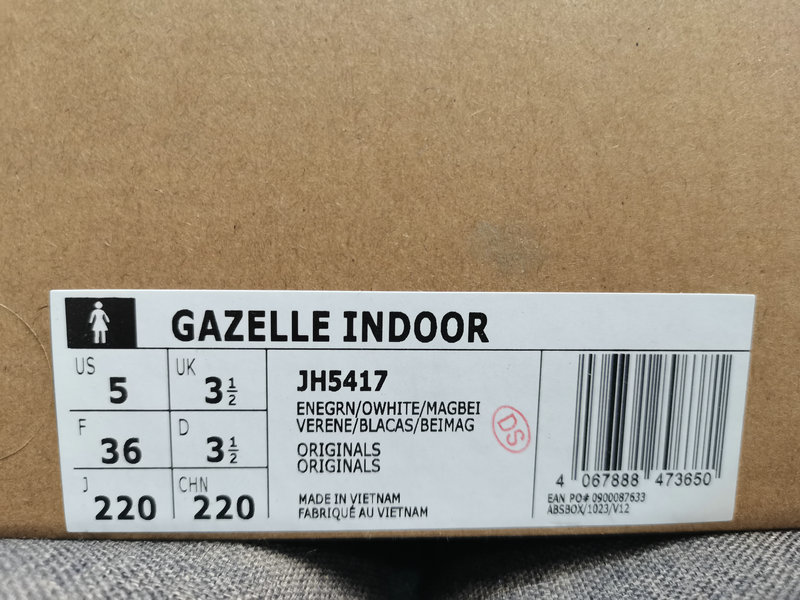 GAZELLE INDOOR
US 5
UK 3 1/2
F 36
D 3 1/2
J 220
CHN 220
JH5417
ENEGRN/OWHITE/MAGBEI
VERENE/BLACAS/BEIMAG
ORIGINALS
ORIGINALS
DS
MADE IN VIETNAM
FABRIQUÉ AU VIETNAM
4 067888 473650
EAN PO# 0900087633
ABSBOX/1023/V12